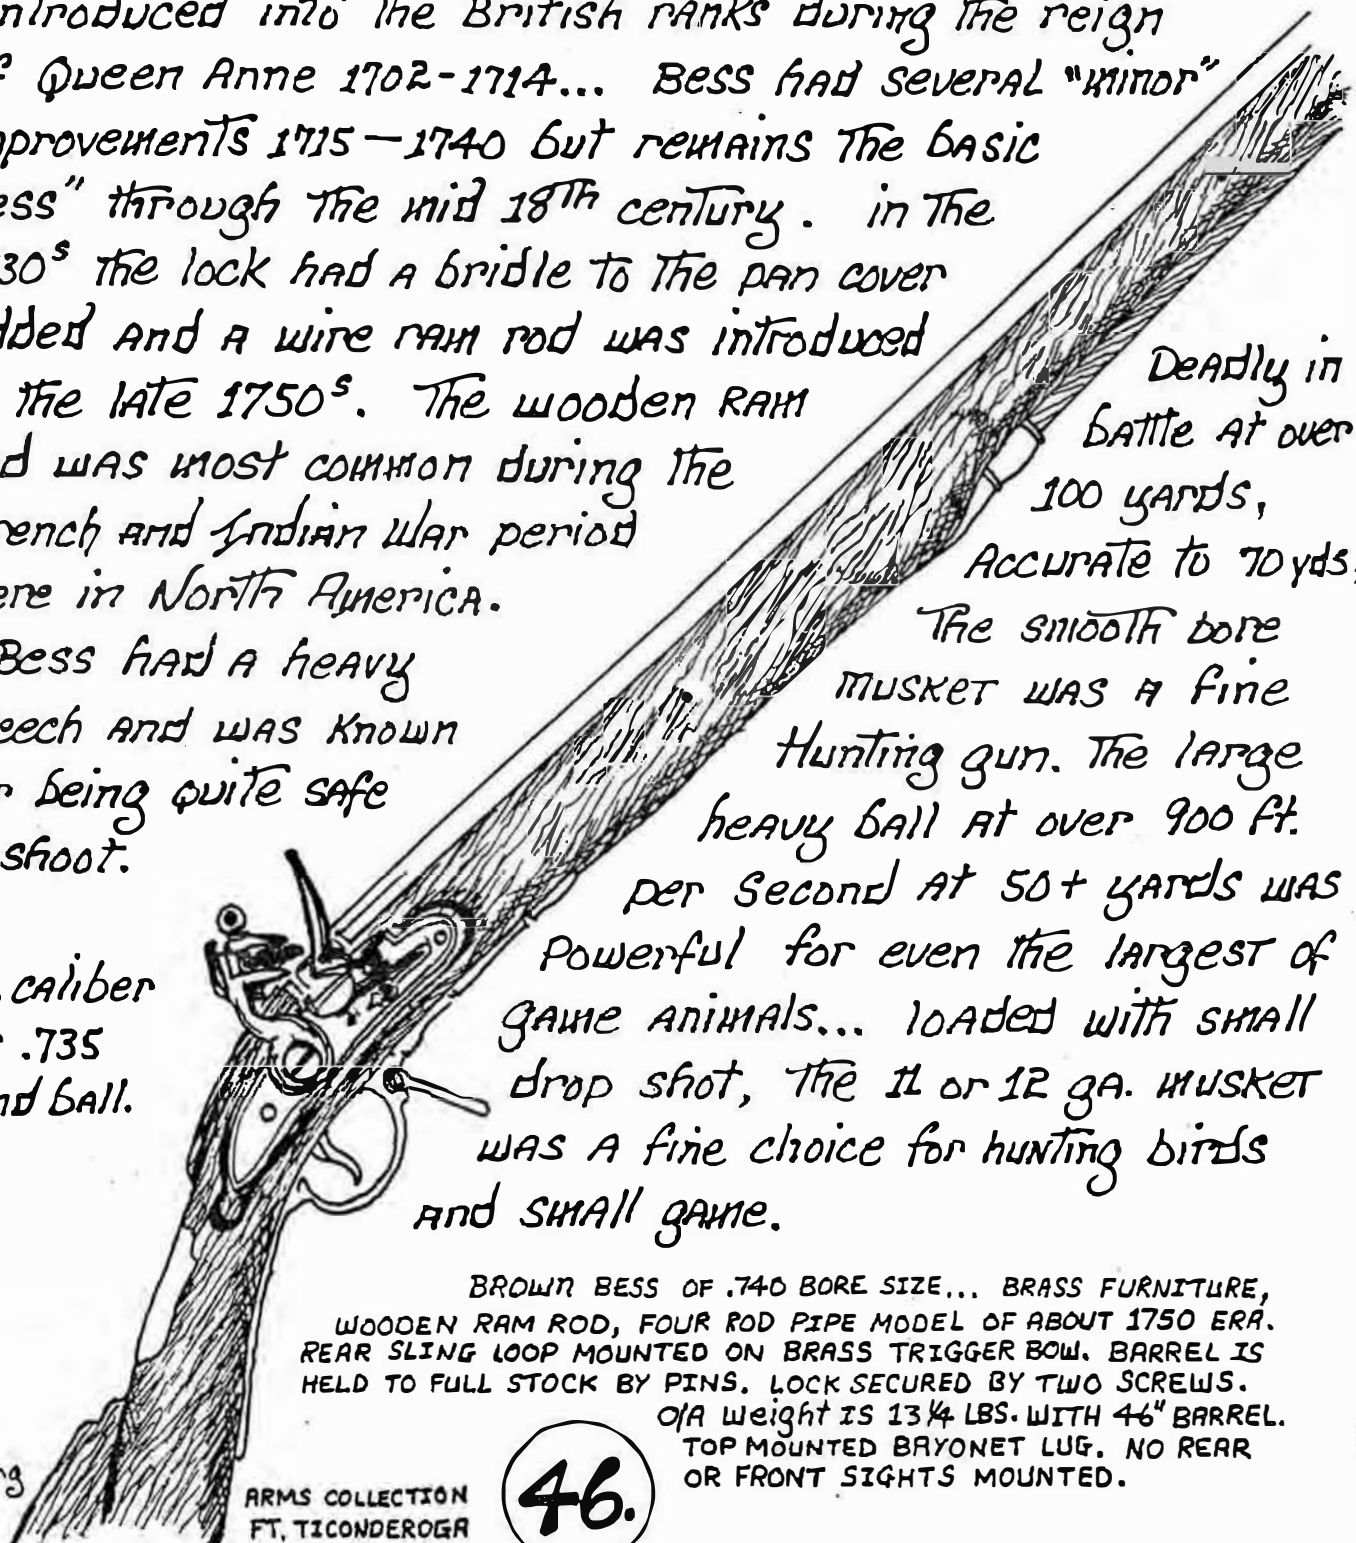 introduced into the British ranks during the reign
Queen Anne 1702-1714... Bess had several "minor"
provements 1715-1740 but remains the basic
ess" through the mid 18th century. in the
30s the lock had a bridle to the pan cover
dded and a wire ram rod was introduced
the late 1750s. The wooden ram
d was most common during the
rench and Indian War period
ere in North America.
Bess had a heavy
eech and was known
r being quite safe
shoot.
. caliber
r .735
nd ball.
Deadly in
battle at over
100 yards,
Accurate to 70 yds.
The smooth bore
musket was a fine
Hunting gun. The large
heavy ball at over 900 ft.
per Second at 50+ yards was
Powerful for even the largest of
game animals... loaded with small
drop shot, the 11 or 12 ga. musket
was a fine choice for hunting birds
and small game.
BROWN BESS OF .740 BORE SIZE... BRASS FURNITURE,
WOODEN RAM ROD, FOUR ROD PIPE MODEL OF ABOUT 1750 ERA.
REAR SLING LOOP MOUNTED ON BRASS TRIGGER BOW. BARREL IS
HELD TO FULL STOCK BY PINS. LOCK SECURED BY TWO SCREWS.
O/A weight IS 13 1/4 LBS. WITH 46" BARREL.
TOP MOUNTED BAYONET LUG. NO REAR
OR FRONT SIGHTS MOUNTED.
rg
ARMS COLLECTION
FT. TICONDEROGA
46.